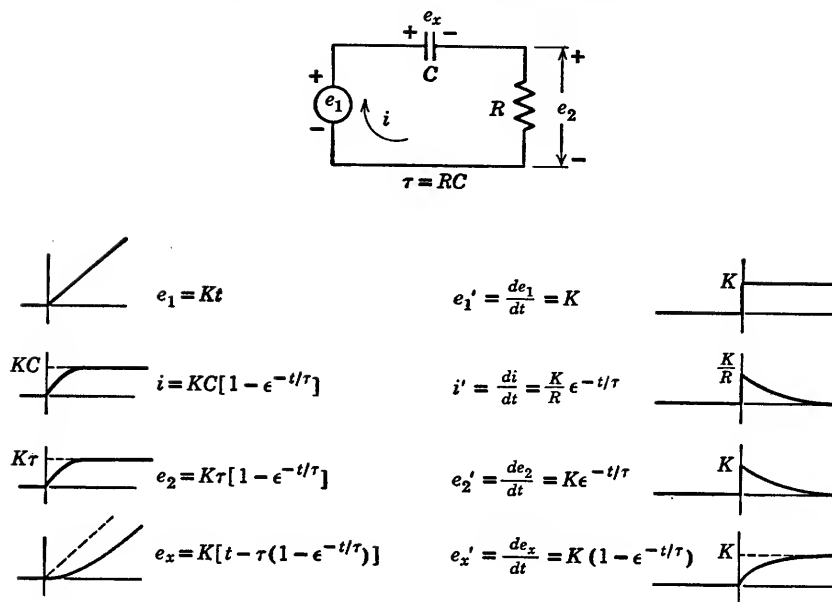 e_x
+ -
C
+
e_1
-
i
R
+
e_2
-
τ = RC
e_1 = Kt
e_1' = de_1/dt = K
K
KC
i = KC[1 - ϵ^{-t/τ}]
i' = di/dt = K/R ϵ^{-t/τ}
K/R
Kτ
e_2 = Kτ[1 - ϵ^{-t/τ}]
e_2' = de_2/dt = Kϵ^{-t/τ}
K
e_x = K[t - τ(1 - ϵ^{-t/τ})]
e_x' = de_x/dt = K(1 - ϵ^{-t/τ})
K